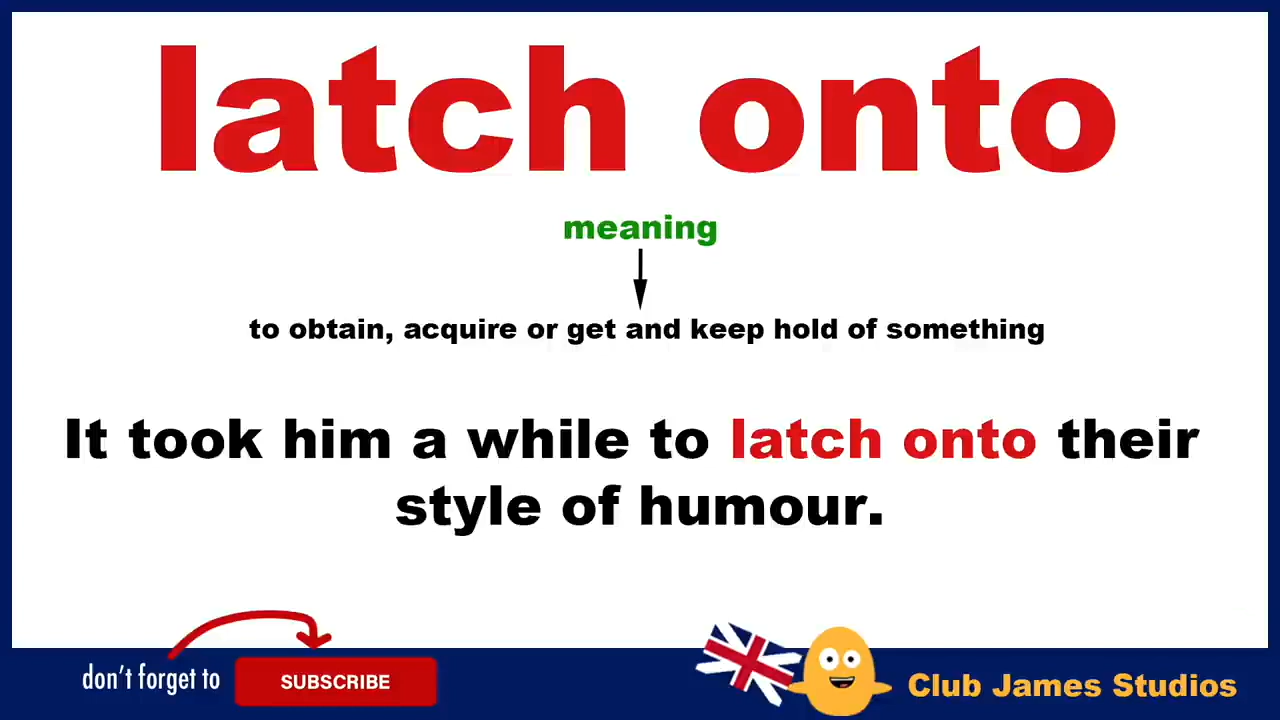 latch onto
meaning
to obtain, acquire or get and keep hold of something
It took him a while to latch onto their
style of humour.
don't forget to
SUBSCRIBE
Club James Studios